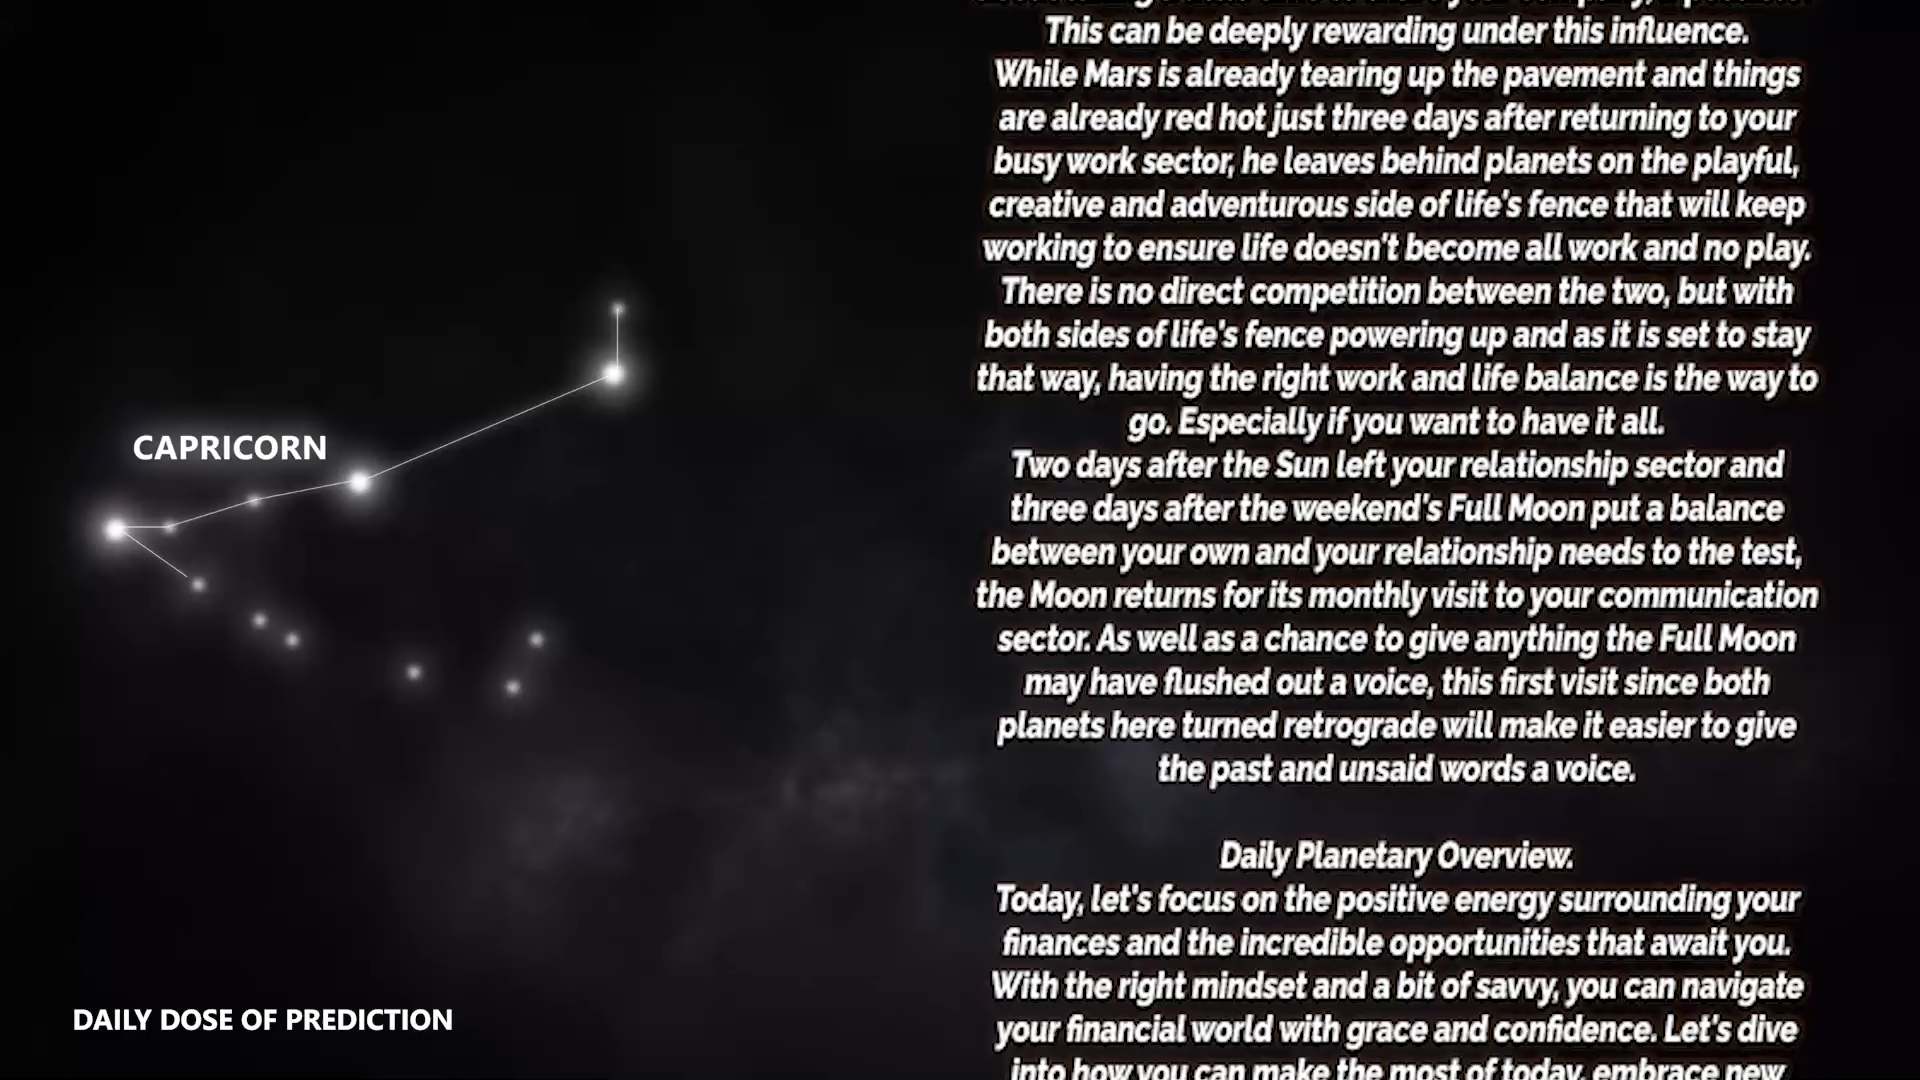 This can be deeply rewarding under this influence.
While Mars is already tearing up the pavement and things
are already red hot just three days after returning to your
busy work sector, he leaves behind planets on the playful,
creative and adventurous side of life's fence that will keep
working to ensure life doesn't become all work and no play.
There is no direct competition between the two, but with
both sides of life's fence powering up and as it is set to stay
that way, having the right work and life balance is the way to
go. Especially if you want to have it all.
Two days after the Sun left your relationship sector and
three days after the weekend's Full Moon put a balance
between your own and your relationship needs to the test,
the Moon returns for its monthly visit to your communication
sector. As well as a chance to give anything the Full Moon
may have flushed out a voice, this first visit since both
planets here turned retrograde will make it easier to give
the past and unsaid words a voice.
Daily Planetary Overview.
Today, let's focus on the positive energy surrounding your
finances and the incredible opportunities that await you.
With the right mindset and a bit of savvy, you can navigate
your financial world with grace and confidence. Let's dive
into how you can make the most of today, embrace new
CAPRICORN
DAILY DOSE OF PREDICTION